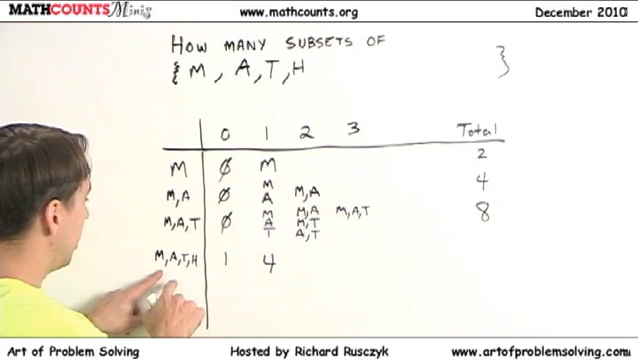 MATHCOUNTS Minis www.mathcounts.org December 2010
HOW MANY SUBSETS OF
{ M, A, T, H }
0 1 2 3 Total
M ∅ M 2
M,A ∅ M A M,A 4
M,A,T ∅ M A T M,A M,T A,T M,A,T 8
M,A,T,H 1 4
Art of Problem Solving Hosted by Richard Rusczyk www.artofproblemsolving.com